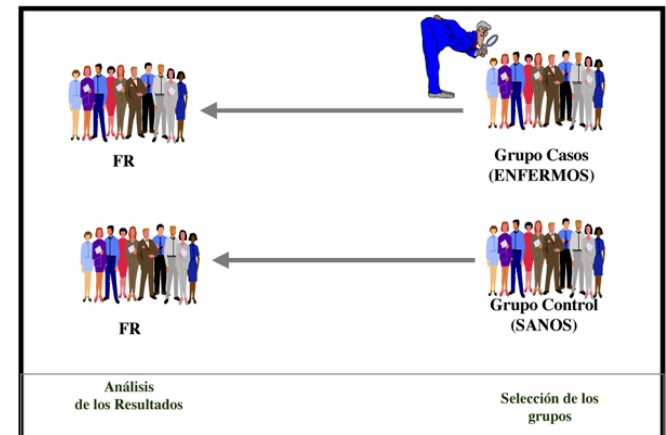 FR
Grupo Casos
(ENFERMOS)
FR
Grupo Control
(SANOS)
Análisis
de los Resultados
Selección de los
grupos